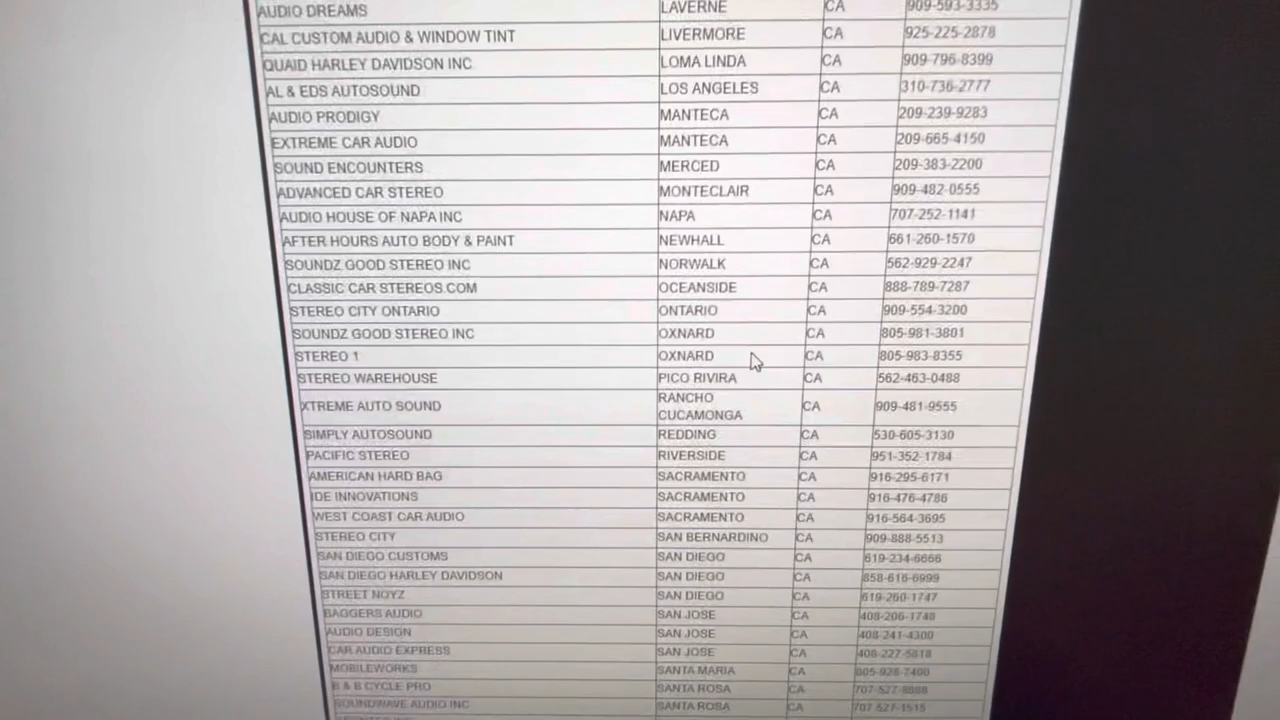 AUDIO DREAMS LAVERNE CA 909-593-3335
CAL CUSTOM AUDIO & WINDOW TINT LIVERMORE CA 925-225-2878
QUAID HARLEY DAVIDSON INC LOMA LINDA CA 909-796-8399
AL & EDS AUTOSOUND LOS ANGELES CA 310-736-2777
AUDIO PRODIGY MANTECA CA 209-239-9283
EXTREME CAR AUDIO MANTECA CA 209-665-4150
SOUND ENCOUNTERS MERCED CA 209-383-2200
ADVANCED CAR STEREO MONTECLAIR CA 909-482-0555
AUDIO HOUSE OF NAPA INC NAPA CA 707-252-1141
AFTER HOURS AUTO BODY & PAINT NEWHALL CA 661-260-1570
SOUNDZ GOOD STEREO INC NORWALK CA 562-929-2247
CLASSIC CAR STEREOS.COM OCEANSIDE CA 888-789-7287
STEREO CITY ONTARIO ONTARIO CA 909-554-3200
SOUNDZ GOOD STEREO INC OXNARD CA 805-981-3801
STEREO 1 OXNARD CA 805-983-8355
STEREO WAREHOUSE PICO RIVIRA CA 562-463-0488
XTREME AUTO SOUND RANCHO CUCAMONGA CA 909-481-9555
SIMPLY AUTOSOUND REDDING CA 530-605-3130
PACIFIC STEREO RIVERSIDE CA 951-352-1784
AMERICAN HARD BAG SACRAMENTO CA 916-295-6171
IDE INNOVATIONS SACRAMENTO CA 916-476-4786
WEST COAST CAR AUDIO SACRAMENTO CA 916-564-3695
STEREO CITY SAN BERNARDINO CA 909-888-5513
SAN DIEGO CUSTOMS SAN DIEGO CA 619-234-6666
SAN DIEGO HARLEY DAVIDSON SAN DIEGO CA 858-616-6999
STREET NOYZ SAN DIEGO CA 619-260-1747
BAGGERS AUDIO SAN JOSE CA 408-206-1748
AUDIO DESIGN SAN JOSE CA 408-241-4300
CAR AUDIO EXPRESS SAN JOSE CA 408-227-5818
MOBILEWORKS SANTA MARIA CA 805-928-7400
B & B CYCLE PRO SANTA ROSA CA 707-527-8888
SOUNDWAVE AUDIO INC SANTA ROSA CA 707-527-1515